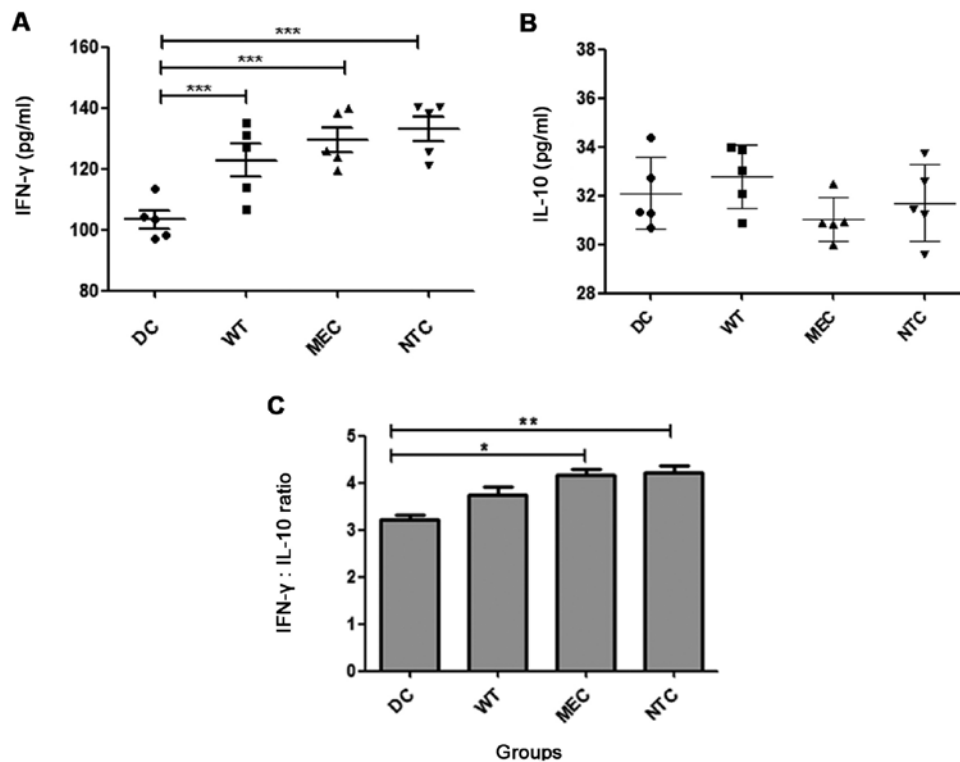 A
IFN-γ (pg/ml)
160
140
120
100
80
***
***
***
DC
WT
MEC
NTC
B
IL-10 (pg/ml)
38
36
34
32
30
28
DC
WT
MEC
NTC
C
IFN-γ : IL-10 ratio
5
4
3
2
1
0
**
*
DC
WT
MEC
NTC
Groups